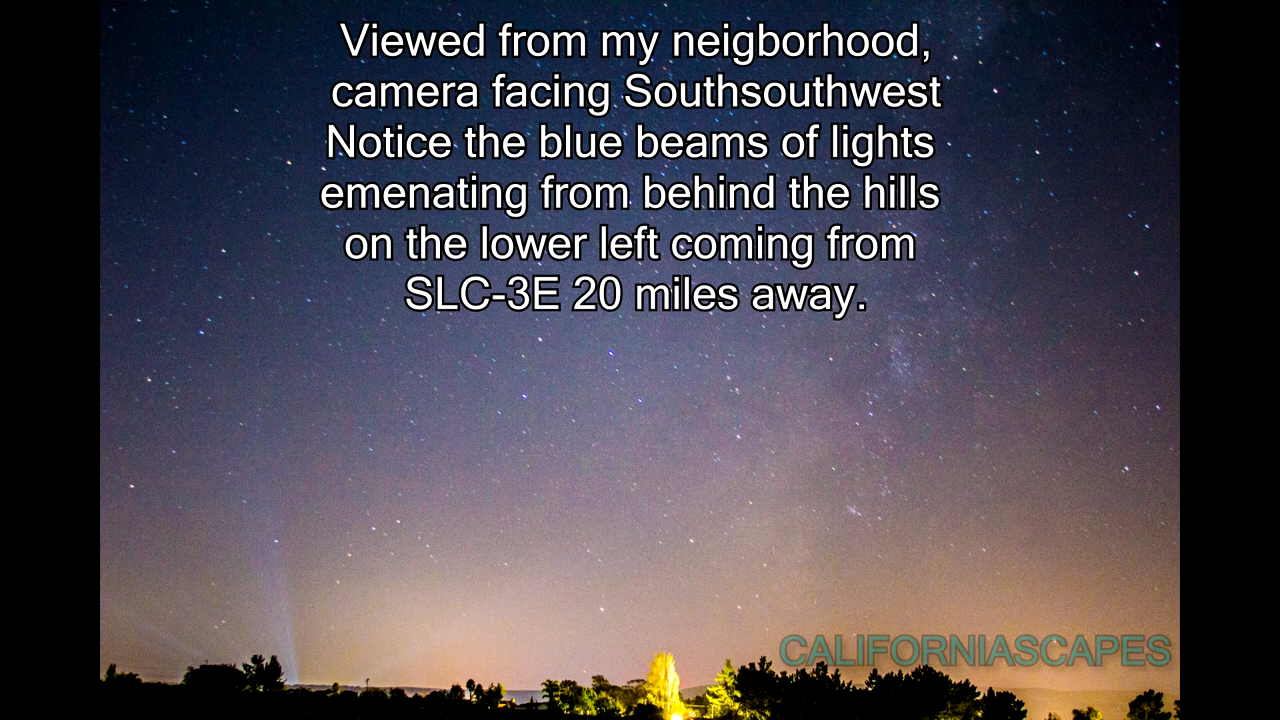 Viewed from my neigborhood,
camera facing Southsouthwest
Notice the blue beams of lights
emenating from behind the hills
on the lower left coming from
SLC-3E 20 miles away.
CALIFORNIASCAPES